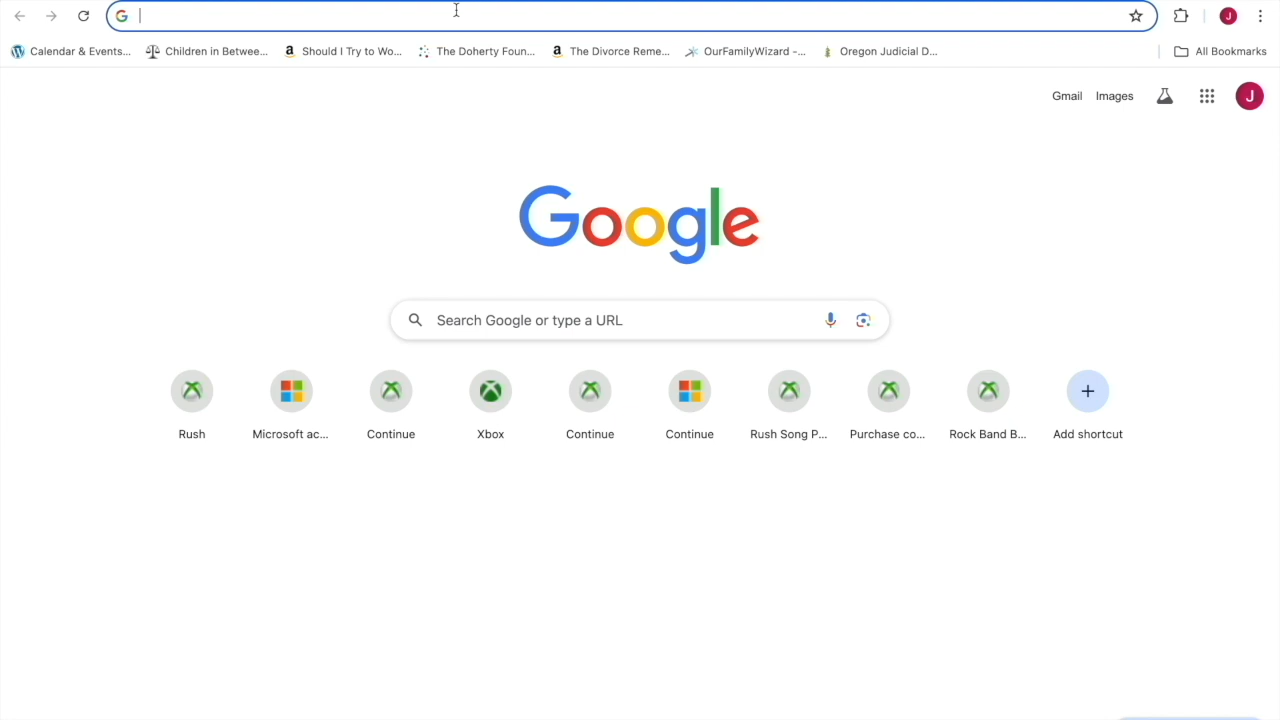 J
Calendar & Events... Children in Betwee... Should I Try to Wo... The Doherty Foun... The Divorce Reme... OurFamilyWizard -... Oregon Judicial D... All Bookmarks
Gmail Images J
Google
Search Google or type a URL
Rush Microsoft ac... Continue Xbox Continue Continue Rush Song P... Purchase co... Rock Band B... Add shortcut